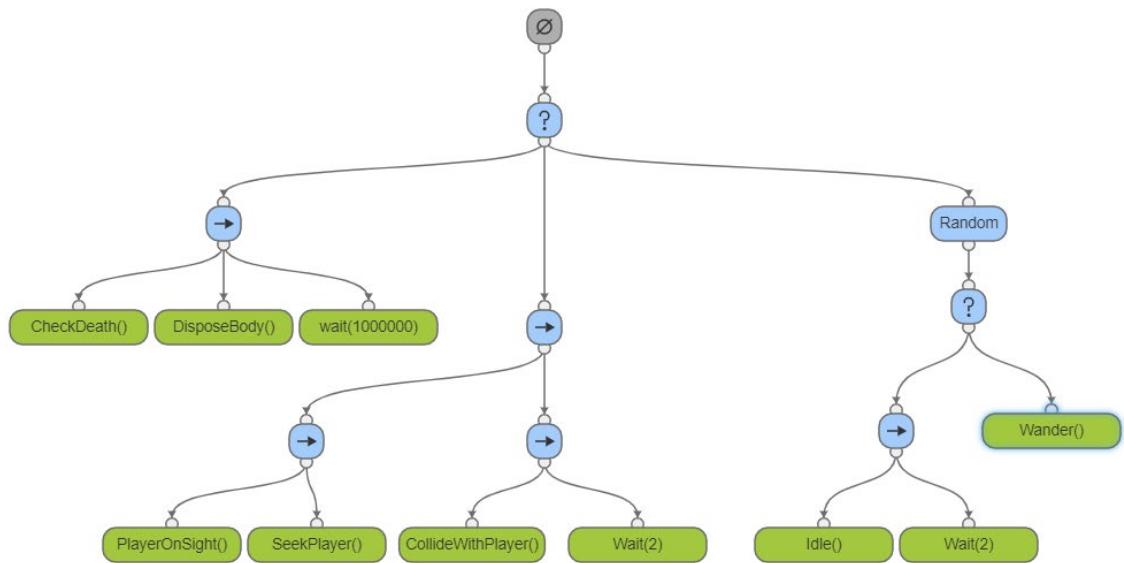 Ø
?
→
Random
CheckDeath()
DisposeBody()
wait(1000000)
→
?
→
→
→
Wander()
PlayerOnSight()
SeekPlayer()
CollideWithPlayer()
Wait(2)
Idle()
Wait(2)